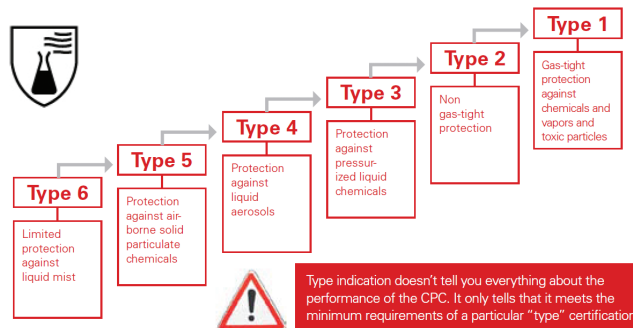 Type 1
Gas-tight
protection
against
chemicals and
vapors and
toxic particles
Type 2
Non
gas-tight
protection
Type 3
Protection
against
pressur-
ized liquid
chemicals
Type 4
Protection
against
liquid
aerosols
Type 5
Protection
against air-
borne solid
particulate
chemicals
Type 6
Limited
protection
against
liquid mist
Type indication doesn't tell you everything about the
performance of the CPC. It only tells that it meets the
minimum requirements of a particular "type" certification